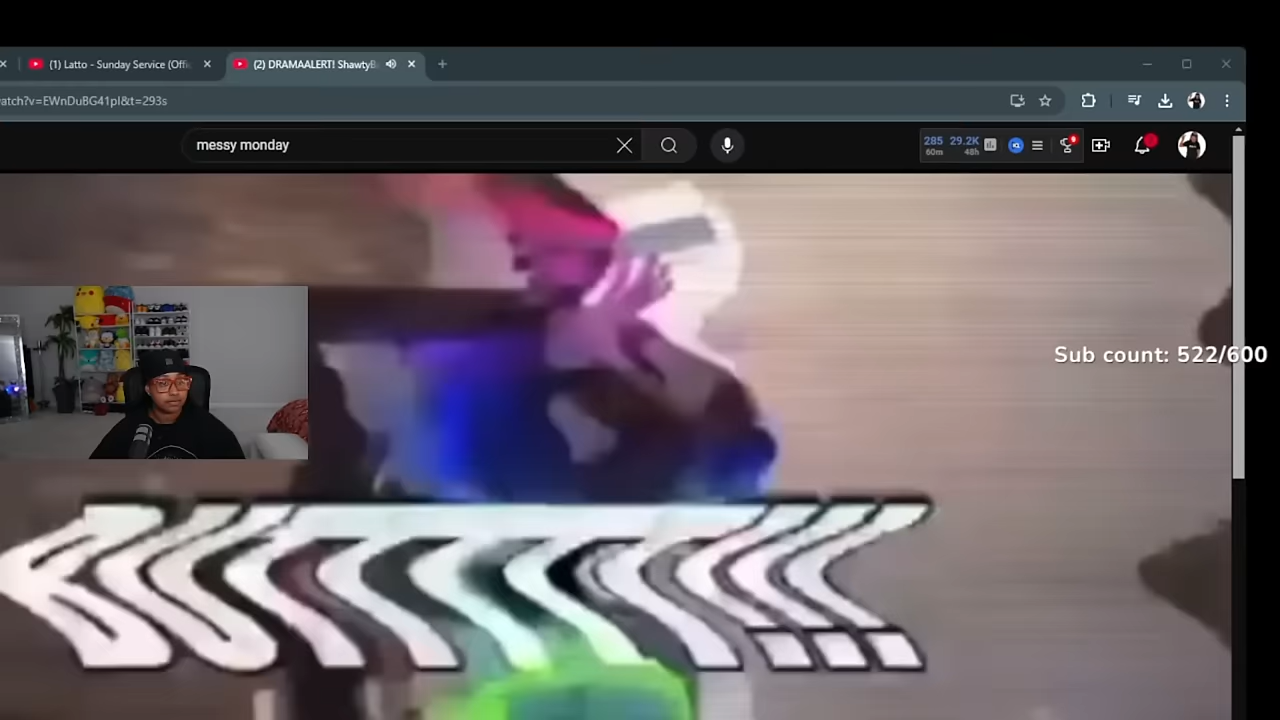 (1) Latto - Sunday Service (Offi
(2) DRAMAALERT! ShawtyB
atch?v=EWnDuBG41pI&t=293s
messy monday
285 29.2K
60m 48h
Sub count: 522/600
BUTTTTT!!!